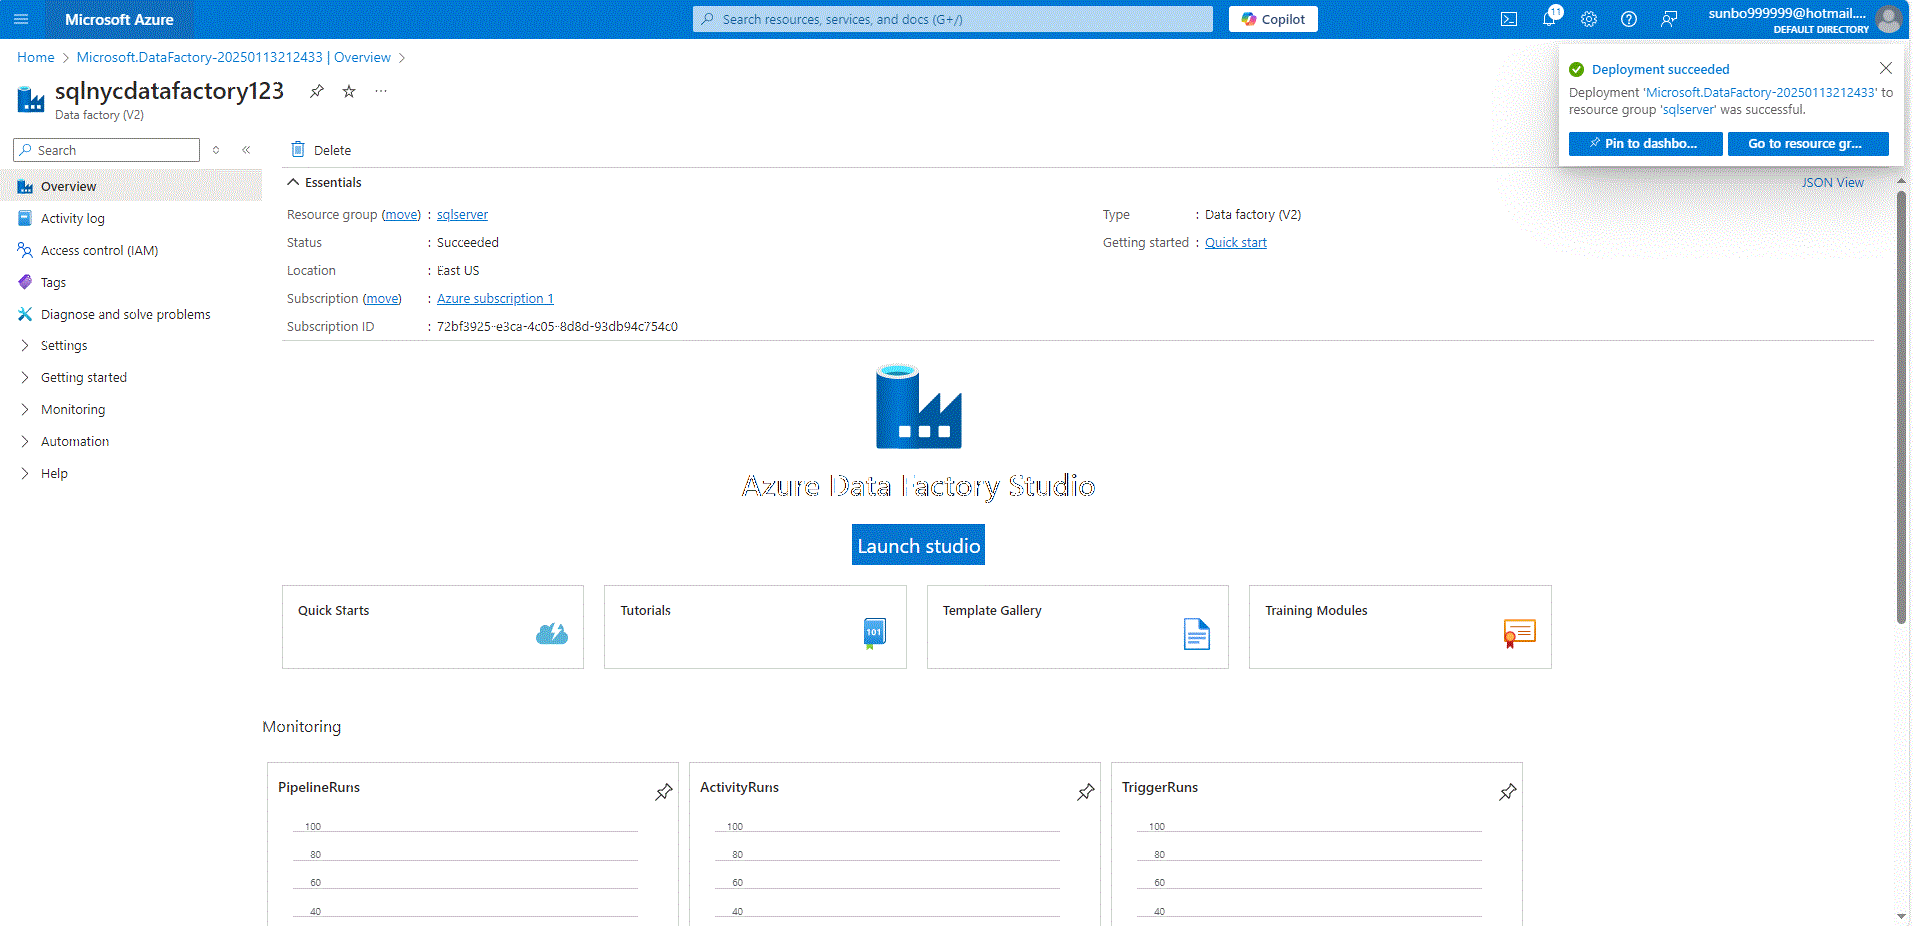 Microsoft Azure
Search resources, services, and docs (G+/)
Copilot
11
sunbo999999@hotmail....
DEFAULT DIRECTORY
Home > Microsoft.DataFactory-20250113212433 | Overview >
sqlnycdatafactory123
Data factory (V2)
Deployment succeeded
Deployment 'Microsoft.DataFactory-20250113212433' to
resource group 'sqlserver' was successful.
Pin to dashbo...
Go to resource gr...
Search
Delete
Overview
Activity log
Access control (IAM)
Tags
Diagnose and solve problems
Settings
Getting started
Monitoring
Automation
Help
Essentials
JSON View
Resource group (move) : sqlserver
Status : Succeeded
Location : East US
Subscription (move) : Azure subscription 1
Subscription ID : 72bf3925-e3ca-4c05-8d8d-93db94c754c0
Type : Data factory (V2)
Getting started : Quick start
Azure Data Factory Studio
Launch studio
Quick Starts
Tutorials
101
Template Gallery
Training Modules
Monitoring
PipelineRuns
100
80
60
40
ActivityRuns
100
80
60
40
TriggerRuns
100
80
60
40